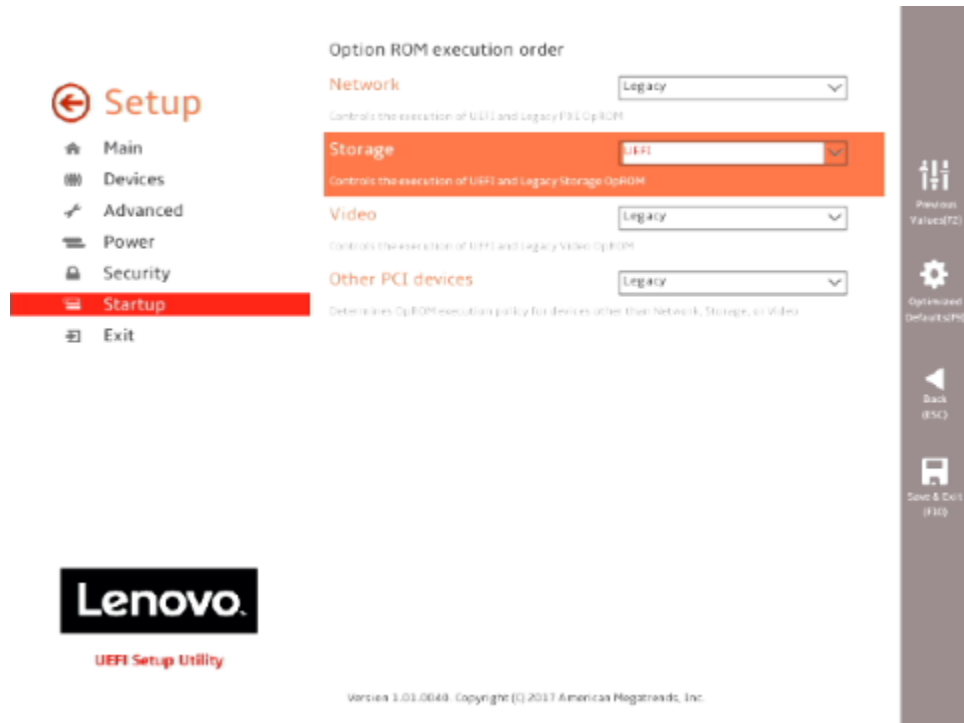 Setup
Main
Devices
Advanced
Power
Security
Startup
Exit
Option ROM execution order
Network
Legacy
Controls the execution of UEFI and Legacy PXE OpROM
Storage
UEFI
Controls the execution of UEFI and Legacy Storage OpROM
Video
Legacy
Controls the execution of UEFI and Legacy Video OpROM
Other PCI devices
Legacy
Determines OpROM execution policy for devices other than Network, Storage, or Video
Previous
Values(F2)
Optimized
Defaults(F9)
Back
(ESC)
Save & Exit
(F10)
Lenovo.
UEFI Setup Utility
Version 1.01.0040. Copyright (C) 2017 American Megatrends, Inc.